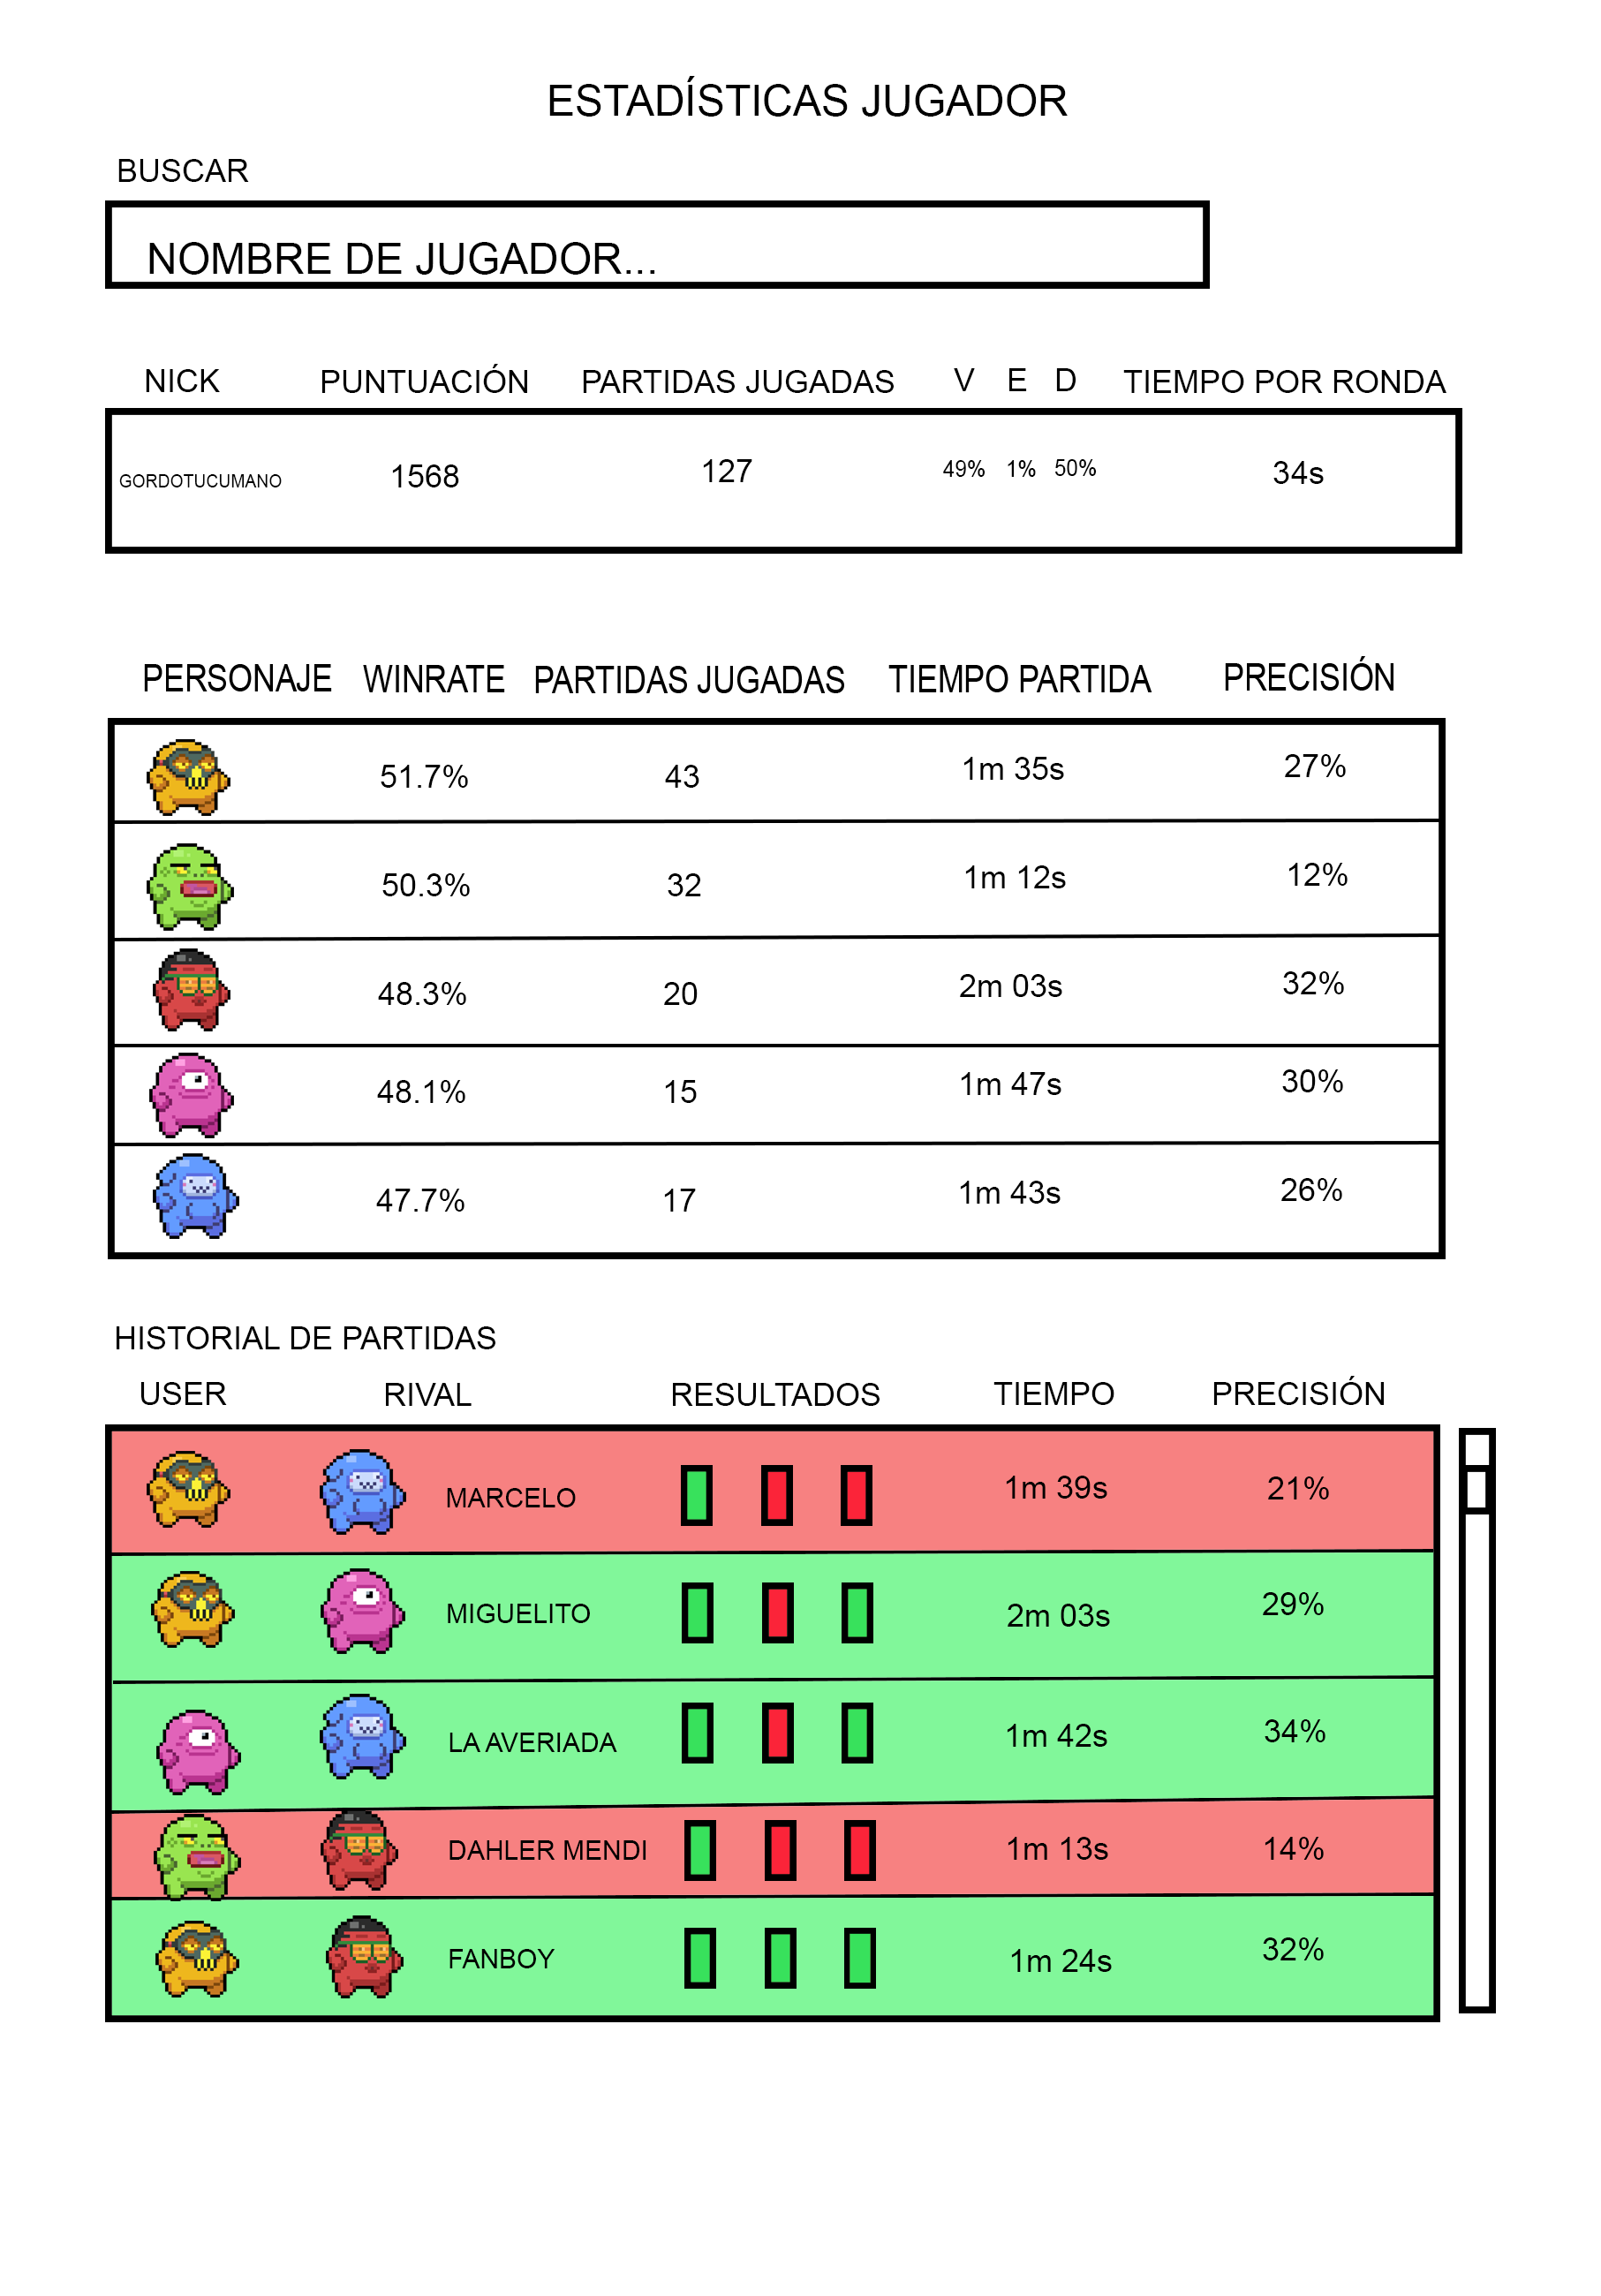 ESTADÍSTICAS JUGADOR
BUSCAR
NOMBRE DE JUGADOR...
NICK PUNTUACIÓN PARTIDAS JUGADAS V E D TIEMPO POR RONDA
GORDOTUCUMANO 1568 127 49% 1% 50% 34s
PERSONAJE WINRATE PARTIDAS JUGADAS TIEMPO PARTIDA PRECISIÓN
51.7% 43 1m 35s 27%
50.3% 32 1m 12s 12%
48.3% 20 2m 03s 32%
48.1% 15 1m 47s 30%
47.7% 17 1m 43s 26%
HISTORIAL DE PARTIDAS
USER RIVAL RESULTADOS TIEMPO PRECISIÓN
MARCELO 1m 39s 21%
MIGUELITO 2m 03s 29%
LA AVERIADA 1m 42s 34%
DAHLER MENDI 1m 13s 14%
FANBOY 1m 24s 32%